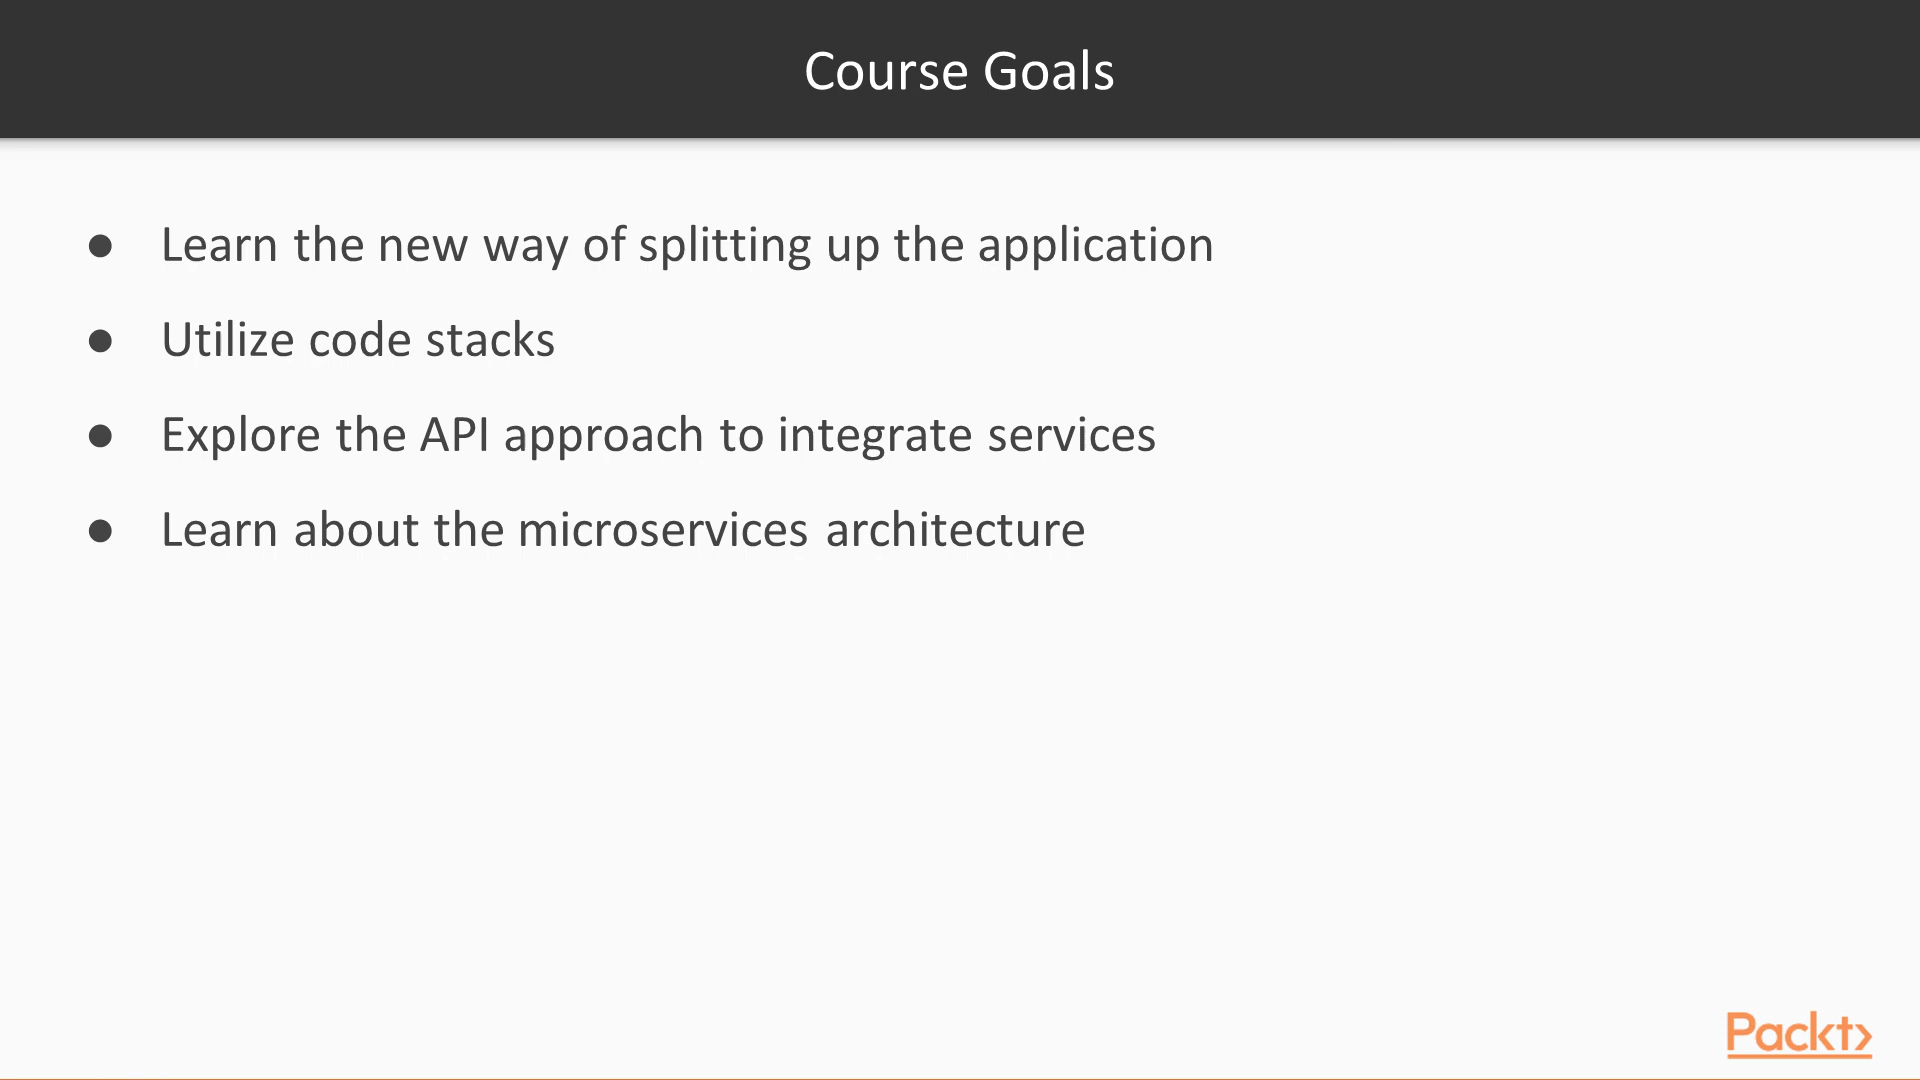 Course Goals
● Learn the new way of splitting up the application
● Utilize code stacks
● Explore the API approach to integrate services
● Learn about the microservices architecture
Packt>